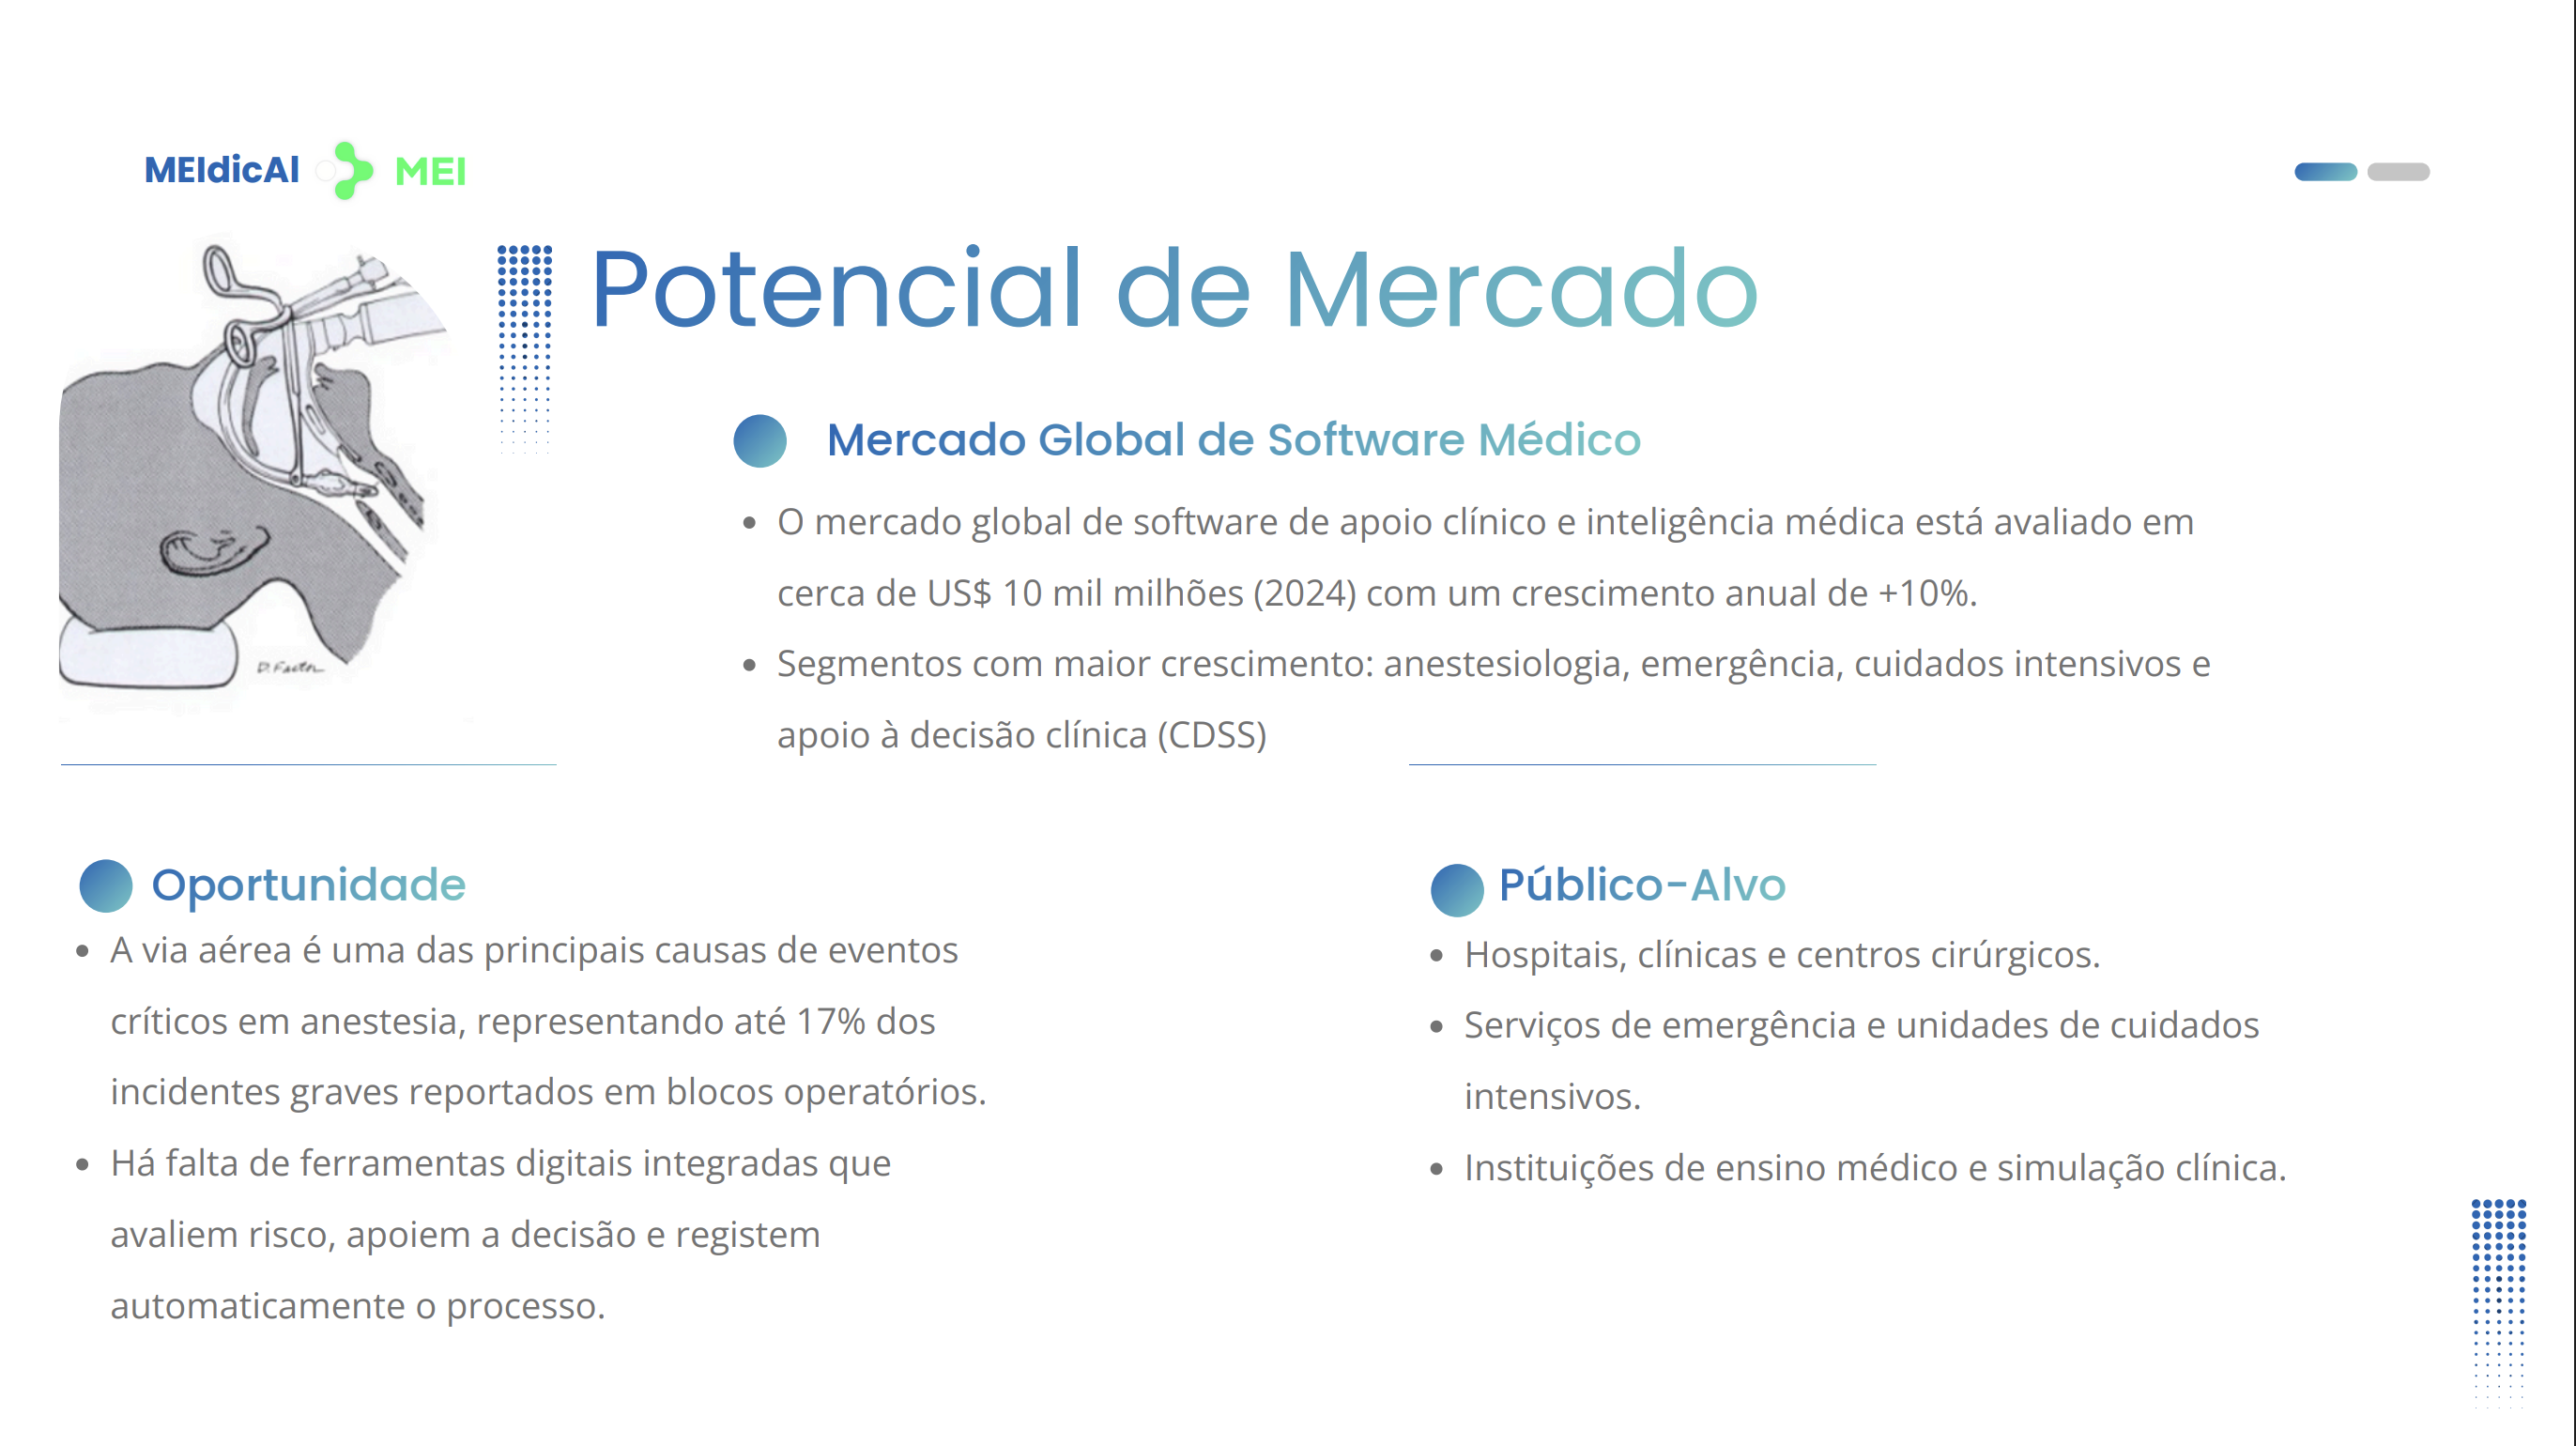 MEIdicAl MEI
Potencial de Mercado
Mercado Global de Software Médico
• O mercado global de software de apoio clínico e inteligência médica está avaliado em
cerca de US$ 10 mil milhões (2024) com um crescimento anual de +10%.
• Segmentos com maior crescimento: anestesiologia, emergência, cuidados intensivos e
apoio à decisão clínica (CDSS)
Oportunidade
• A via aérea é uma das principais causas de eventos
críticos em anestesia, representando até 17% dos
incidentes graves reportados em blocos operatórios.
• Há falta de ferramentas digitais integradas que
avaliem risco, apoiem a decisão e registem
automaticamente o processo.
Público-Alvo
• Hospitais, clínicas e centros cirúrgicos.
• Serviços de emergência e unidades de cuidados
intensivos.
• Instituições de ensino médico e simulação clínica.